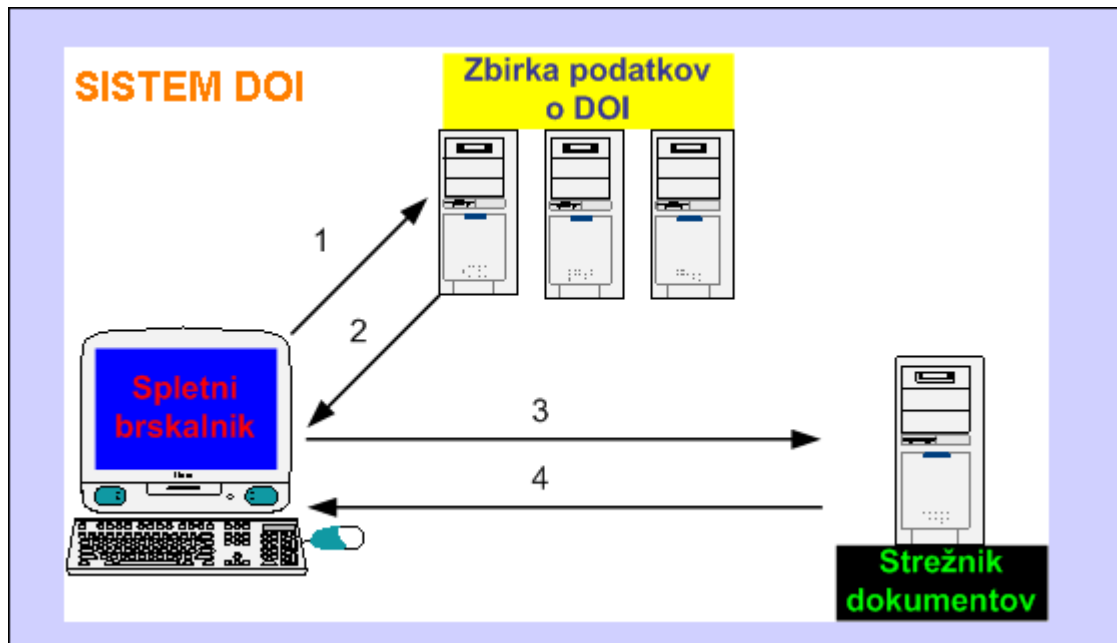 SISTEM DOI
Zbirka podatkov
o DOI
1
2
Spletni
brskalnik
3
4
Strežnik
dokumentov